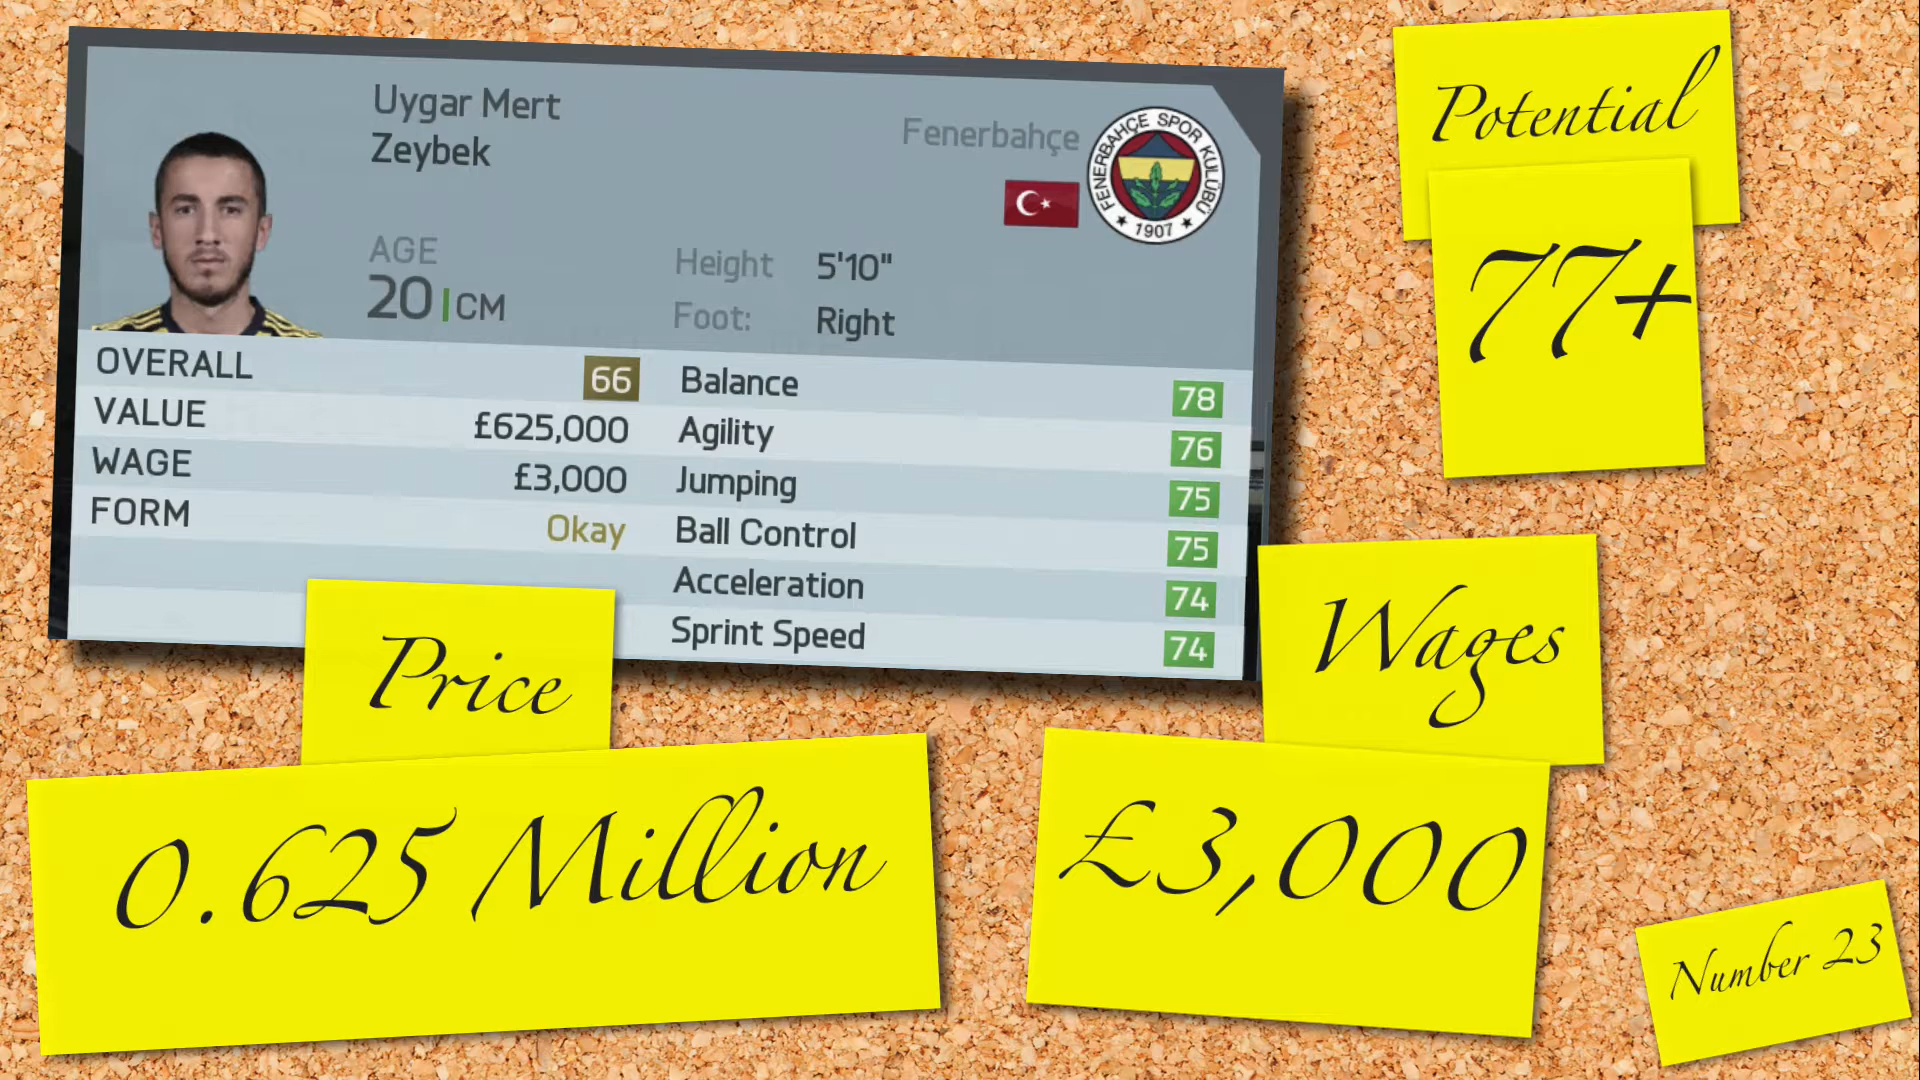 Uygar Mert
Zeybek
Fenerbahçe
FENERBAHÇE SPOR KULÜBÜ
1907
AGE
20 CM
Height 5'10"
Foot: Right
OVERALL 66
VALUE £625,000
WAGE £3,000
FORM Okay
Balance 78
Agility 76
Jumping 75
Ball Control 75
Acceleration 74
Sprint Speed 74
Potential
77+
Price
0.625 Million
Wages
£3,000
Number 23